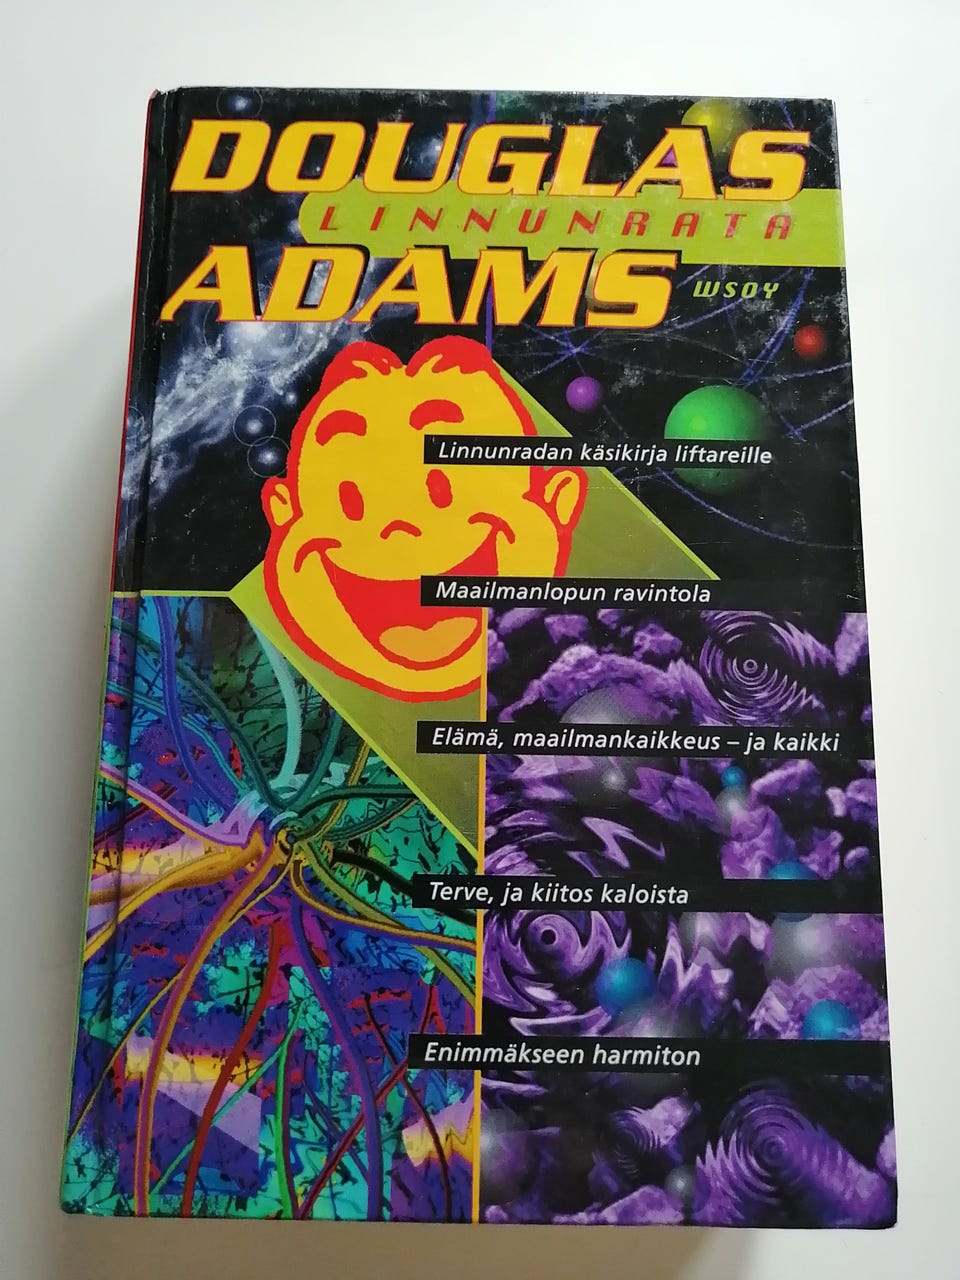 DOUGLAS
LINNUNRATA
ADAMS
WSOY
Linnunradan käsikirja liftareille
Maailmanlopun ravintola
Elämä, maailmankaikkeus – ja kaikki
Terve, ja kiitos kaloista
Enimmäkseen harmiton